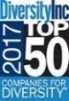 DiversityInc
2017
TOP
50
COMPANIES FOR
DIVERSITY